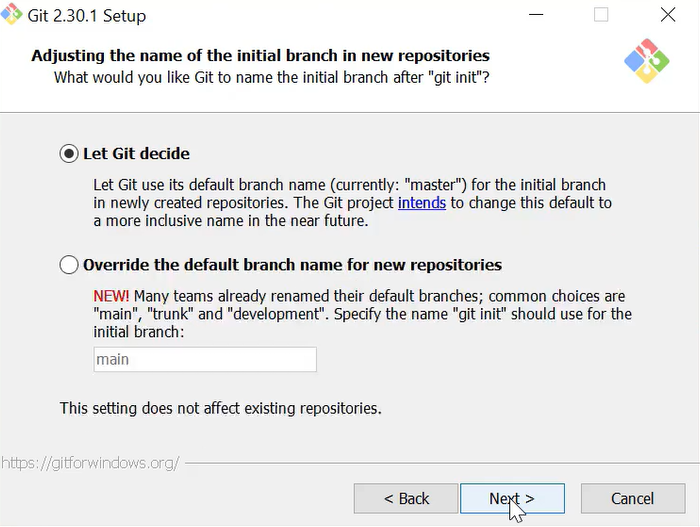 Git 2.30.1 Setup
Adjusting the name of the initial branch in new repositories
What would you like Git to name the initial branch after "git init"?
Let Git decide
Let Git use its default branch name (currently: "master") for the initial branch
in newly created repositories. The Git project intends to change this default to
a more inclusive name in the near future.
Override the default branch name for new repositories
NEW! Many teams already renamed their default branches; common choices are
"main", "trunk" and "development". Specify the name "git init" should use for the
initial branch:
main
This setting does not affect existing repositories.
https://gitforwindows.org/
< Back
Next >
Cancel